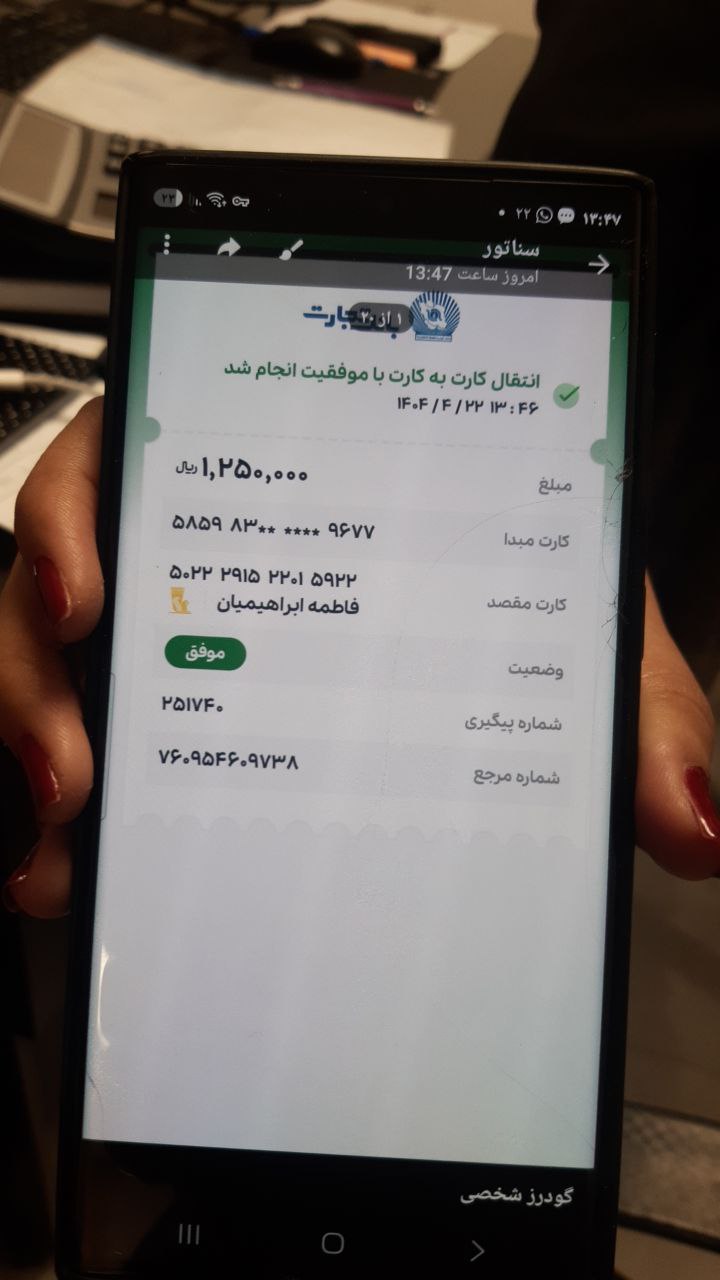 ۲۲ ۱۳:۴۷ ۲۲
سناتور
امروز ساعت 13:47
۱ از ۲۰
تجارت
انتقال کارت به کارت با موفقیت انجام شد
۱۴۰۴/۴/۲۲ ۱۳:۴۶
مبلغ ۱,۲۵۰,۰۰۰ ریال
کارت مبدا ۵۸۵۹ ۸۳** **** ۹۶۷۷
کارت مقصد ۵۰۲۲ ۲۹۱۵ ۲۲۰۱ ۵۹۲۲
فاطمه ابراهیمیان
وضعیت موفق
شماره پیگیری ۲۵۱۷۴۰
شماره مرجع ۷۶۰۹۵۴۶۰۹۷۳۸
گودرز شخصی